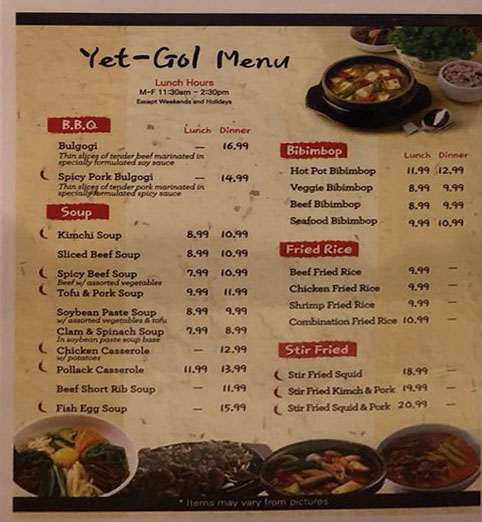 Yet-Gol Menu
Lunch Hours
M-F 11:30am - 2:30pm
Except Weekends and Holidays
B.B.Q
Lunch Dinner
Bulgogi — 16.99
Thin slices of tender beef marinated in
specially formulated soy sauce
Spicy Pork Bulgogi — 14.99
Thin slices of tender pork marinated in
specially formulated spicy sauce
Soup
Kimchi Soup 8.99 10.99
Sliced Beef Soup 8.99 10.99
Spicy Beef Soup 7.99 10.99
Beef w/ assorted vegetables
Tofu & Pork Soup 9.99 11.99
Soybean Paste Soup 8.99 9.99
w/ assorted vegetables & tofu
Clam & Spinach Soup 7.99 8.99
In soybean paste soup base
Chicken Casserole — 12.99
w/ potatoes
Pollack Casserole 11.99 13.99
Beef Short Rib Soup — 11.99
Fish Egg Soup — 15.99
Bibimbop
Lunch Dinner
Hot Pot Bibimbop 11.99 12.99
Veggie Bibimbop 8.99 9.99
Beef Bibimbop 8.99 9.99
Seafood Bibimbop 9.99 10.99
Fried Rice
Beef Fried Rice 9.99 —
Chicken Fried Rice 9.99 —
Shrimp Fried Rice 9.99 —
Combination Fried Rice 10.99 —
Stir Fried
Stir Fried Squid 18.99 —
Stir Fried Kimch & Pork 19.99 —
Stir Fried Squid & Pork 20.99 —
* Items may vary from pictures